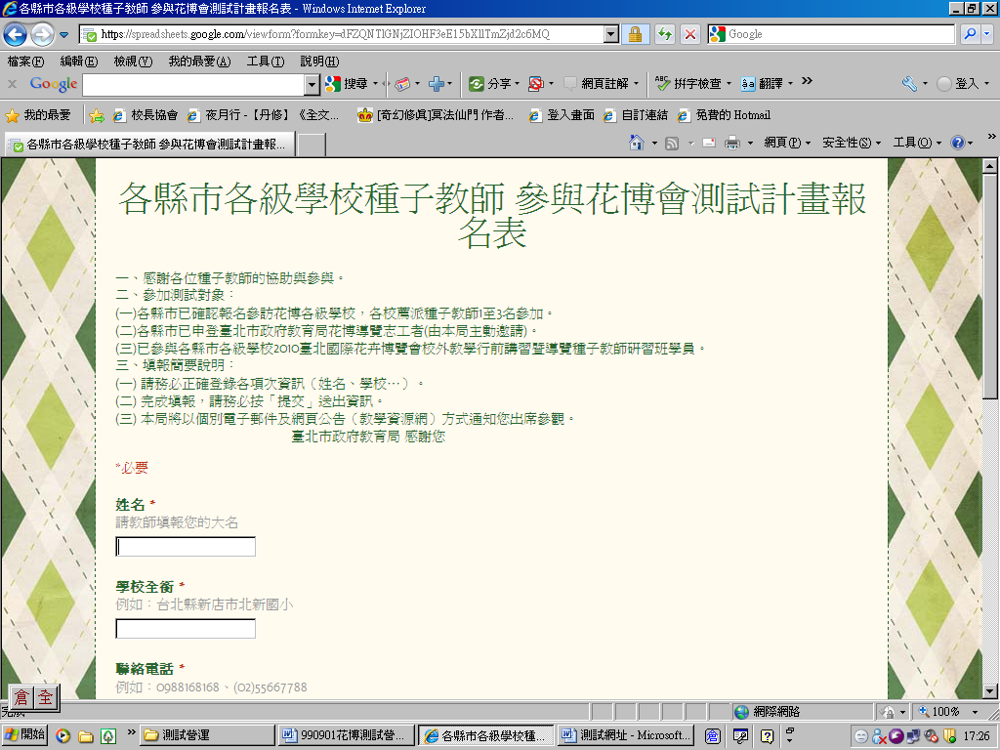 各縣市各級學校種子教師 參與花博會測試計畫報名表 - Windows Internet Explorer
https://spreadsheets.google.com/viewform?formkey=dFZQNTlGNjZIOHF3eE15bXllTmZjd2c6MQ
Google
檔案(F) 編輯(E) 檢視(V) 我的最愛(A) 工具(T) 說明(H)
x Google 搜尋 分享 網頁註解 ABC 拼字檢查 aあ 翻譯 » 登入
我的最愛 校長協會 夜月行 -【丹修】《全文... [奇幻修真]冥法仙門 作者... 登入畫面 自訂連結 免費的 Hotmail
各縣市各級學校種子教師 參與花博會測試計畫報... 網頁(P) 安全性(S) 工具(O) »
各縣市各級學校種子教師 參與花博會測試計畫報
名表
一、感謝各位種子教師的協助與參與。
二、參加測試對象：
(一)各縣市已確認報名參訪花博各級學校，各校薦派種子教師1至3名參加。
(二)各縣市已申登臺北市政府教育局花博導覽志工者(由本局主動邀請)。
(三)已參與各縣市各級學校2010臺北國際花卉博覽會校外教學行前講習暨導覽種子教師研習班學員。
三、填報簡要說明：
(一) 請務必正確登錄各項次資訊（姓名、學校…）。
(二) 完成填報，請務必按「提交」送出資訊。
(三) 本局將以個別電子郵件及網頁公告（教學資源網）方式通知您出席參觀。
臺北市政府教育局 感謝您
*必要
姓名 *
請教師填報您的大名
學校全銜 *
例如：台北縣新店市北新國小
聯絡電話 *
例如：0988168168、(02)55667788
倉 全
完成 網際網路 100%
開始 » 測試營運 990901花博測試營... 各縣市各級學校種... 測試網址 - Microsoft... 17:26